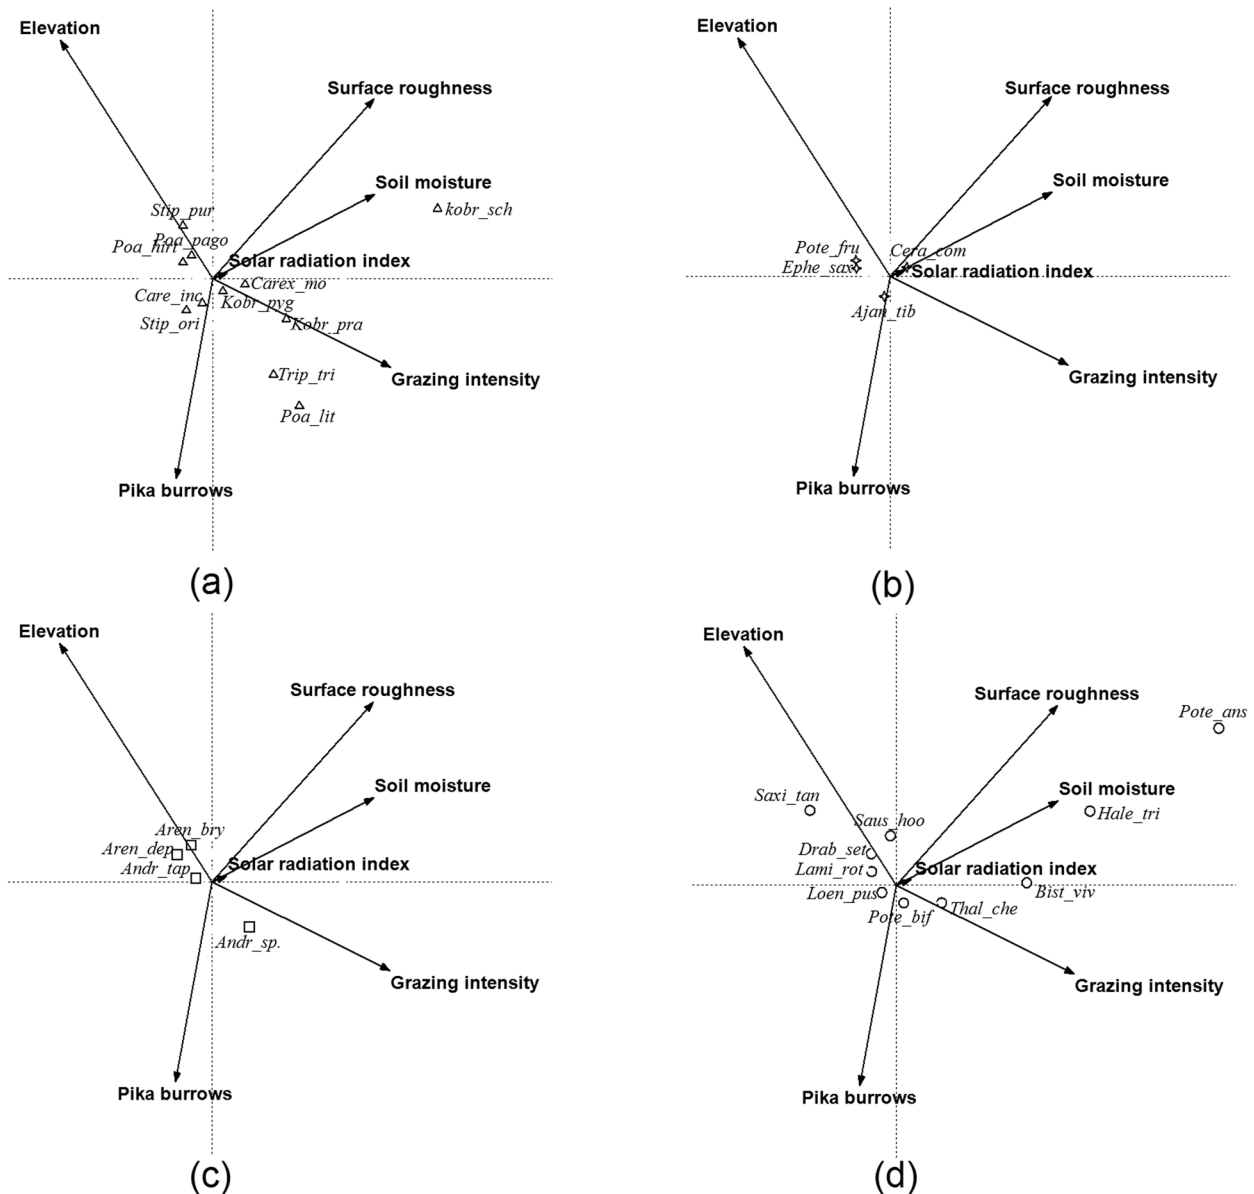 Elevation
Surface roughness
Soil moisture
Stip_pur
kobr_sch
Poa_pago
Poa_hirt
Solar radiation index
Carex_mo
Care_inc
Kobr_pyg
Stip_ori
Kobr_pra
Trip_tri
Grazing intensity
Poa_lit
Pika burrows
(a)
Elevation
Surface roughness
Soil moisture
Pote_fru
Cera_com
Ephe_sax
Solar radiation index
Ajan_tib
Grazing intensity
Pika burrows
(b)
Elevation
Surface roughness
Soil moisture
Aren_bry
Aren_dep
Andr_tap
Solar radiation index
Andr_sp.
Grazing intensity
Pika burrows
(c)
Elevation
Surface roughness
Pote_ans
Soil moisture
Saxi_tan
Hale_tri
Saus_hoo
Drab_set
Lami_rot
Solar radiation index
Loen_pus
Bist_viv
Pote_bif
Thal_che
Grazing intensity
Pika burrows
(d)